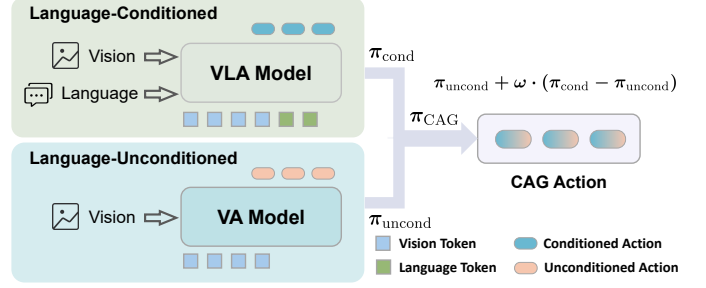 Language-Conditioned
Vision
Language
VLA Model
π_cond
π_uncond + ω · (π_cond − π_uncond)
π_CAG
CAG Action
Language-Unconditioned
Vision
VA Model
π_uncond
Vision Token
Conditioned Action
Language Token
Unconditioned Action